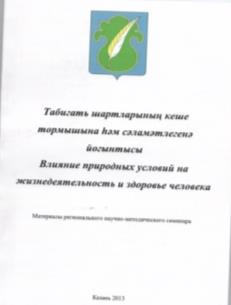 Табигать шартларының кеше
тормышына һәм сәламәтлегенә
йогынтысы
Влияние природных условий на
жизнедеятельность и здоровье человека
Материалы регионального научно-методического семинара
Казань 2013